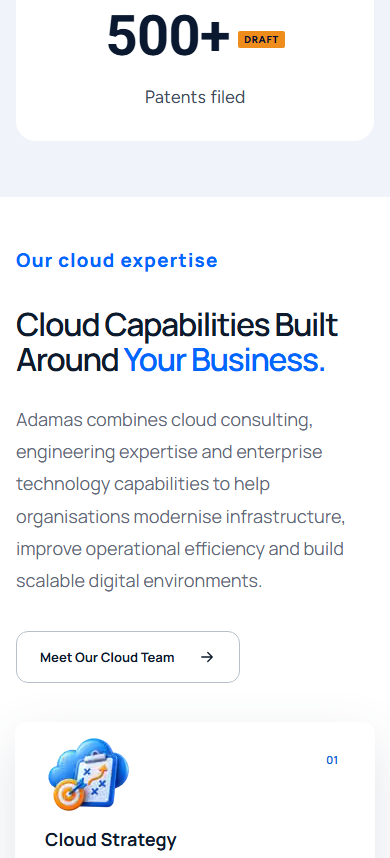 500+ DRAFT
Patents filed
Our cloud expertise
Cloud Capabilities Built
Around Your Business.
Adamas combines cloud consulting,
engineering expertise and enterprise
technology capabilities to help
organisations modernise infrastructure,
improve operational efficiency and build
scalable digital environments.
Meet Our Cloud Team →
01
Cloud Strategy